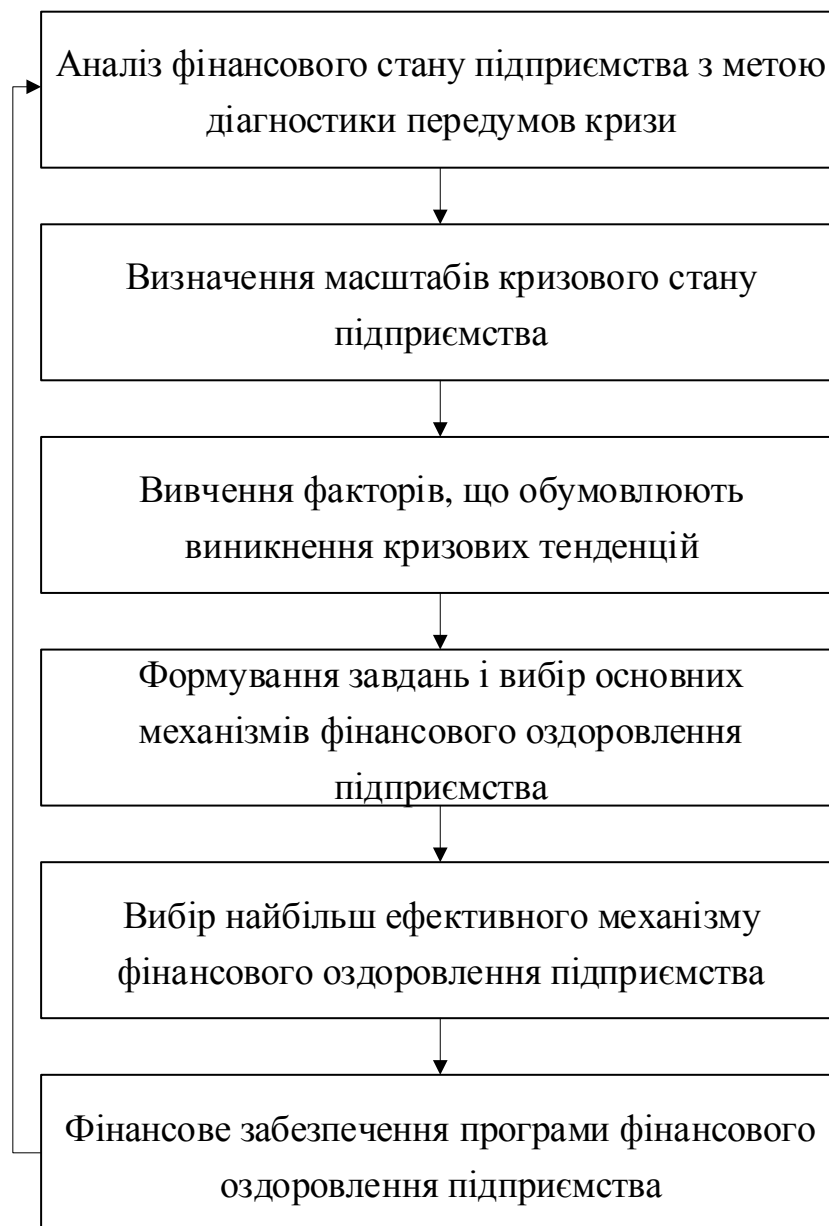 Аналіз фінансового стану підприємства з метою
діагностики передумов кризи
Визначення масштабів кризового стану
підприємства
Вивчення факторів, що обумовлюють
виникнення кризових тенденцій
Формування завдань і вибір основних
механізмів фінансового оздоровлення
підприємства
Вибір найбільш ефективного механізму
фінансового оздоровлення підприємства
Фінансове забезпечення програми фінансового
оздоровлення підприємства